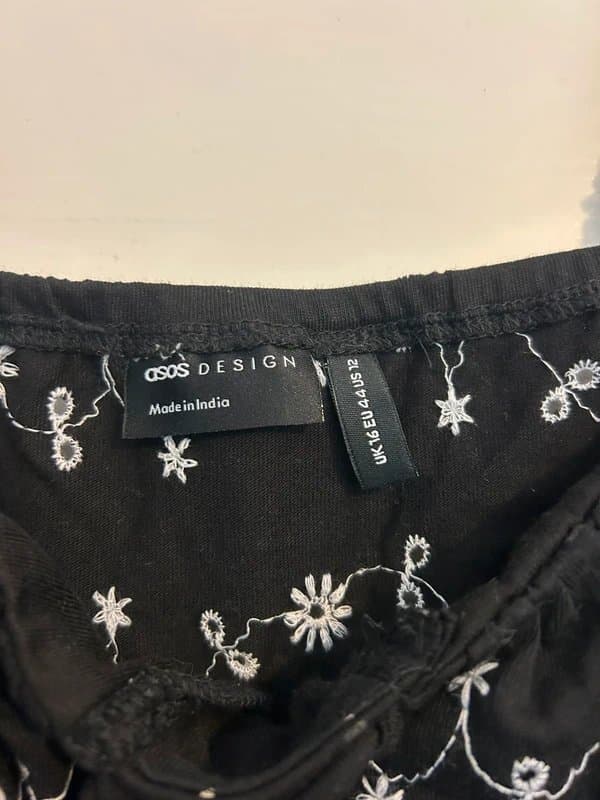 asos DESIGN
Made in India
UK 16 EU 44 US 12